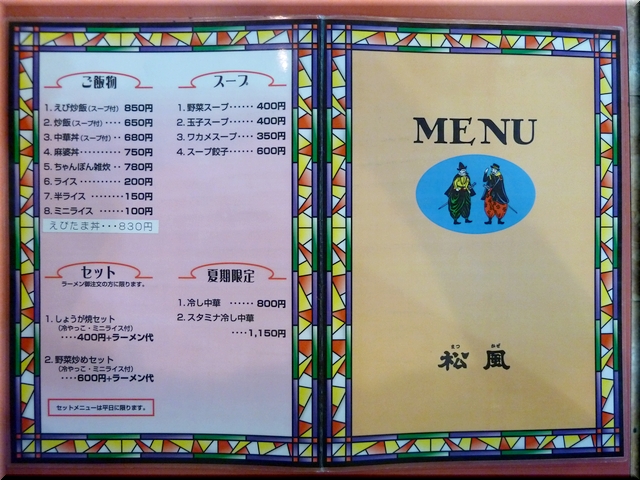 ご飯物
1. えび炒飯(スープ付) 850円
2. 炒飯(スープ付)‥‥ 650円
3. 中華丼(スープ付)‥ 680円
4. 麻婆丼‥‥‥‥‥ 750円
5. ちゃんぽん雑炊‥ 780円
6. ライス‥‥‥‥‥ 200円
7. 半ライス‥‥‥‥ 150円
8. ミニライス‥‥‥‥ 100円
えびたま丼・・・830円
スープ
1. 野菜スープ‥‥‥ 400円
2. 玉子スープ‥‥‥ 400円
3. ワカメスープ‥‥ 350円
4. スープ餃子‥‥‥ 600円
セット
ラーメン御注文の方に限ります。
1. しょうが焼セット
(冷やっこ・ミニライス付)
‥‥400円+ラーメン代
2. 野菜炒めセット
(冷やっこ・ミニライス付)
‥‥600円+ラーメン代
セットメニューは平日に限ります。
夏期限定
1. 冷し中華 ‥‥‥ 800円
2. スタミナ冷し中華
‥‥1,150円
MENU
まつ かぜ
松風